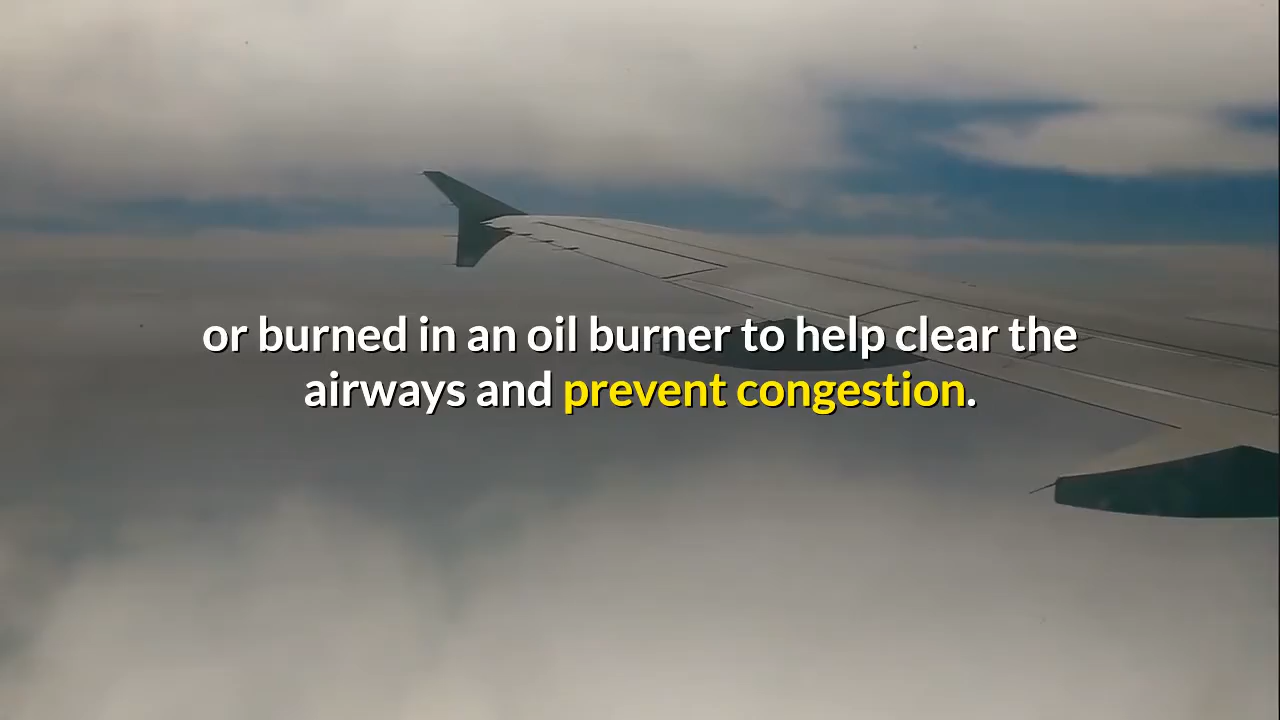 or burned in an oil burner to help clear the
airways and prevent congestion.